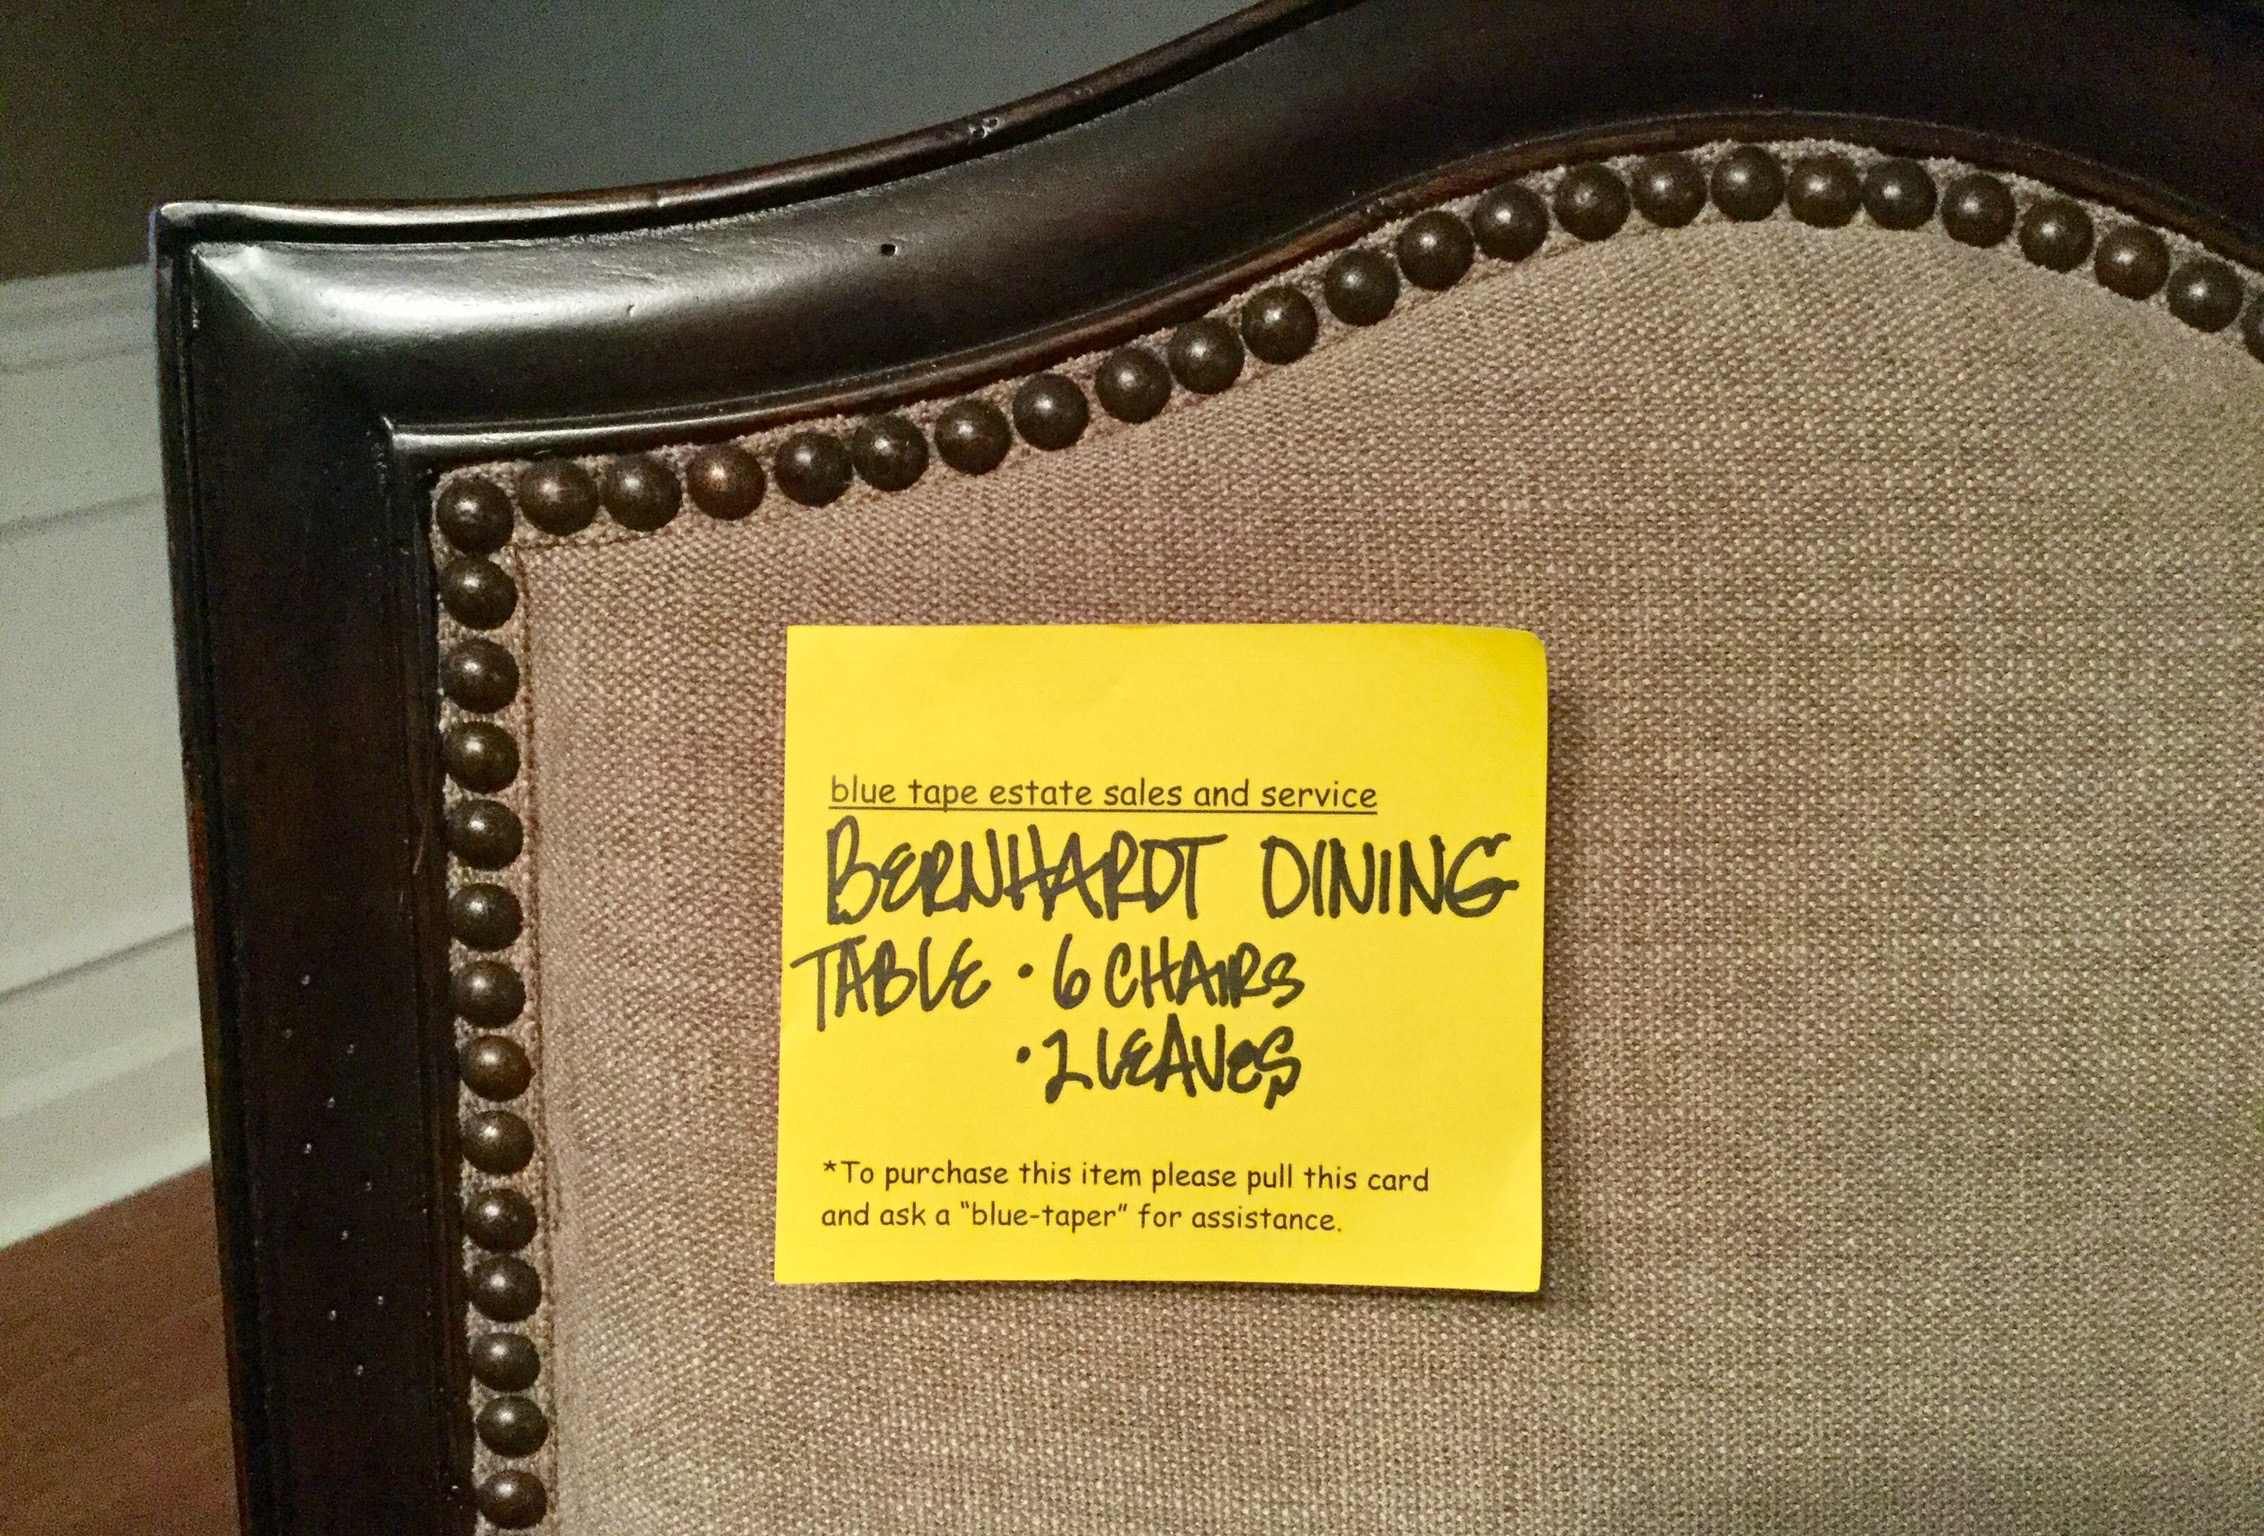 blue tape estate sales and service
BERNHARDT DINING
TABLE • 6 CHAIRS
• 2 LEAVES
*To purchase this item please pull this card
and ask a “blue-taper” for assistance.